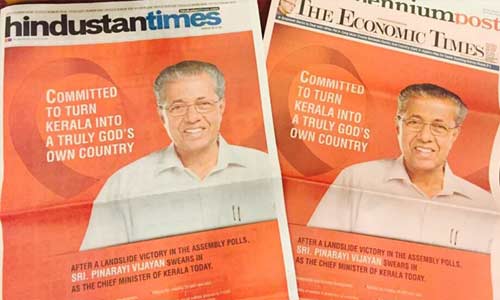 hindustantimes
COMMITTED
TO TURN
KERALA INTO
A TRULY GOD'S
OWN COUNTRY
AFTER A LANDSLIDE VICTORY IN THE ASSEMBLY POLLS,
SRI. PINARAYI VIJAYAN SWEARS IN
AS THE CHIEF MINISTER OF KERALA TODAY.
millenniumpost
THE ECONOMIC TIMES
COMMITTED
TO TURN
KERALA INTO
A TRULY GOD'S
OWN COUNTRY
AFTER A LANDSLIDE VICTORY IN THE ASSEMBLY POLLS,
SRI. PINARAYI VIJAYAN SWEARS IN
AS THE CHIEF MINISTER OF KERALA TODAY.